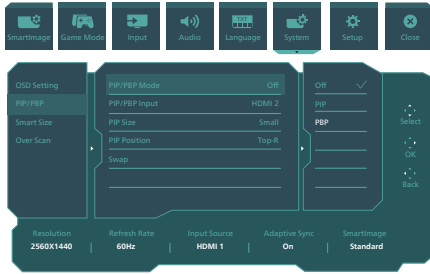 SmartImage Game Mode Input Audio Language System Setup Close
TXT
OSD Setting PIP/PBP Mode Off Off
PIP/PBP PIP/PBP Input HDMI 2 PIP
Smart Size PIP Size Small PBP
Over Scan PIP Position Top-R
Swap
Select
OK
Back
Resolution Refresh Rate Input Source Adaptive Sync SmartImage
2560X1440 | 60Hz | HDMI 1 | On | Standard